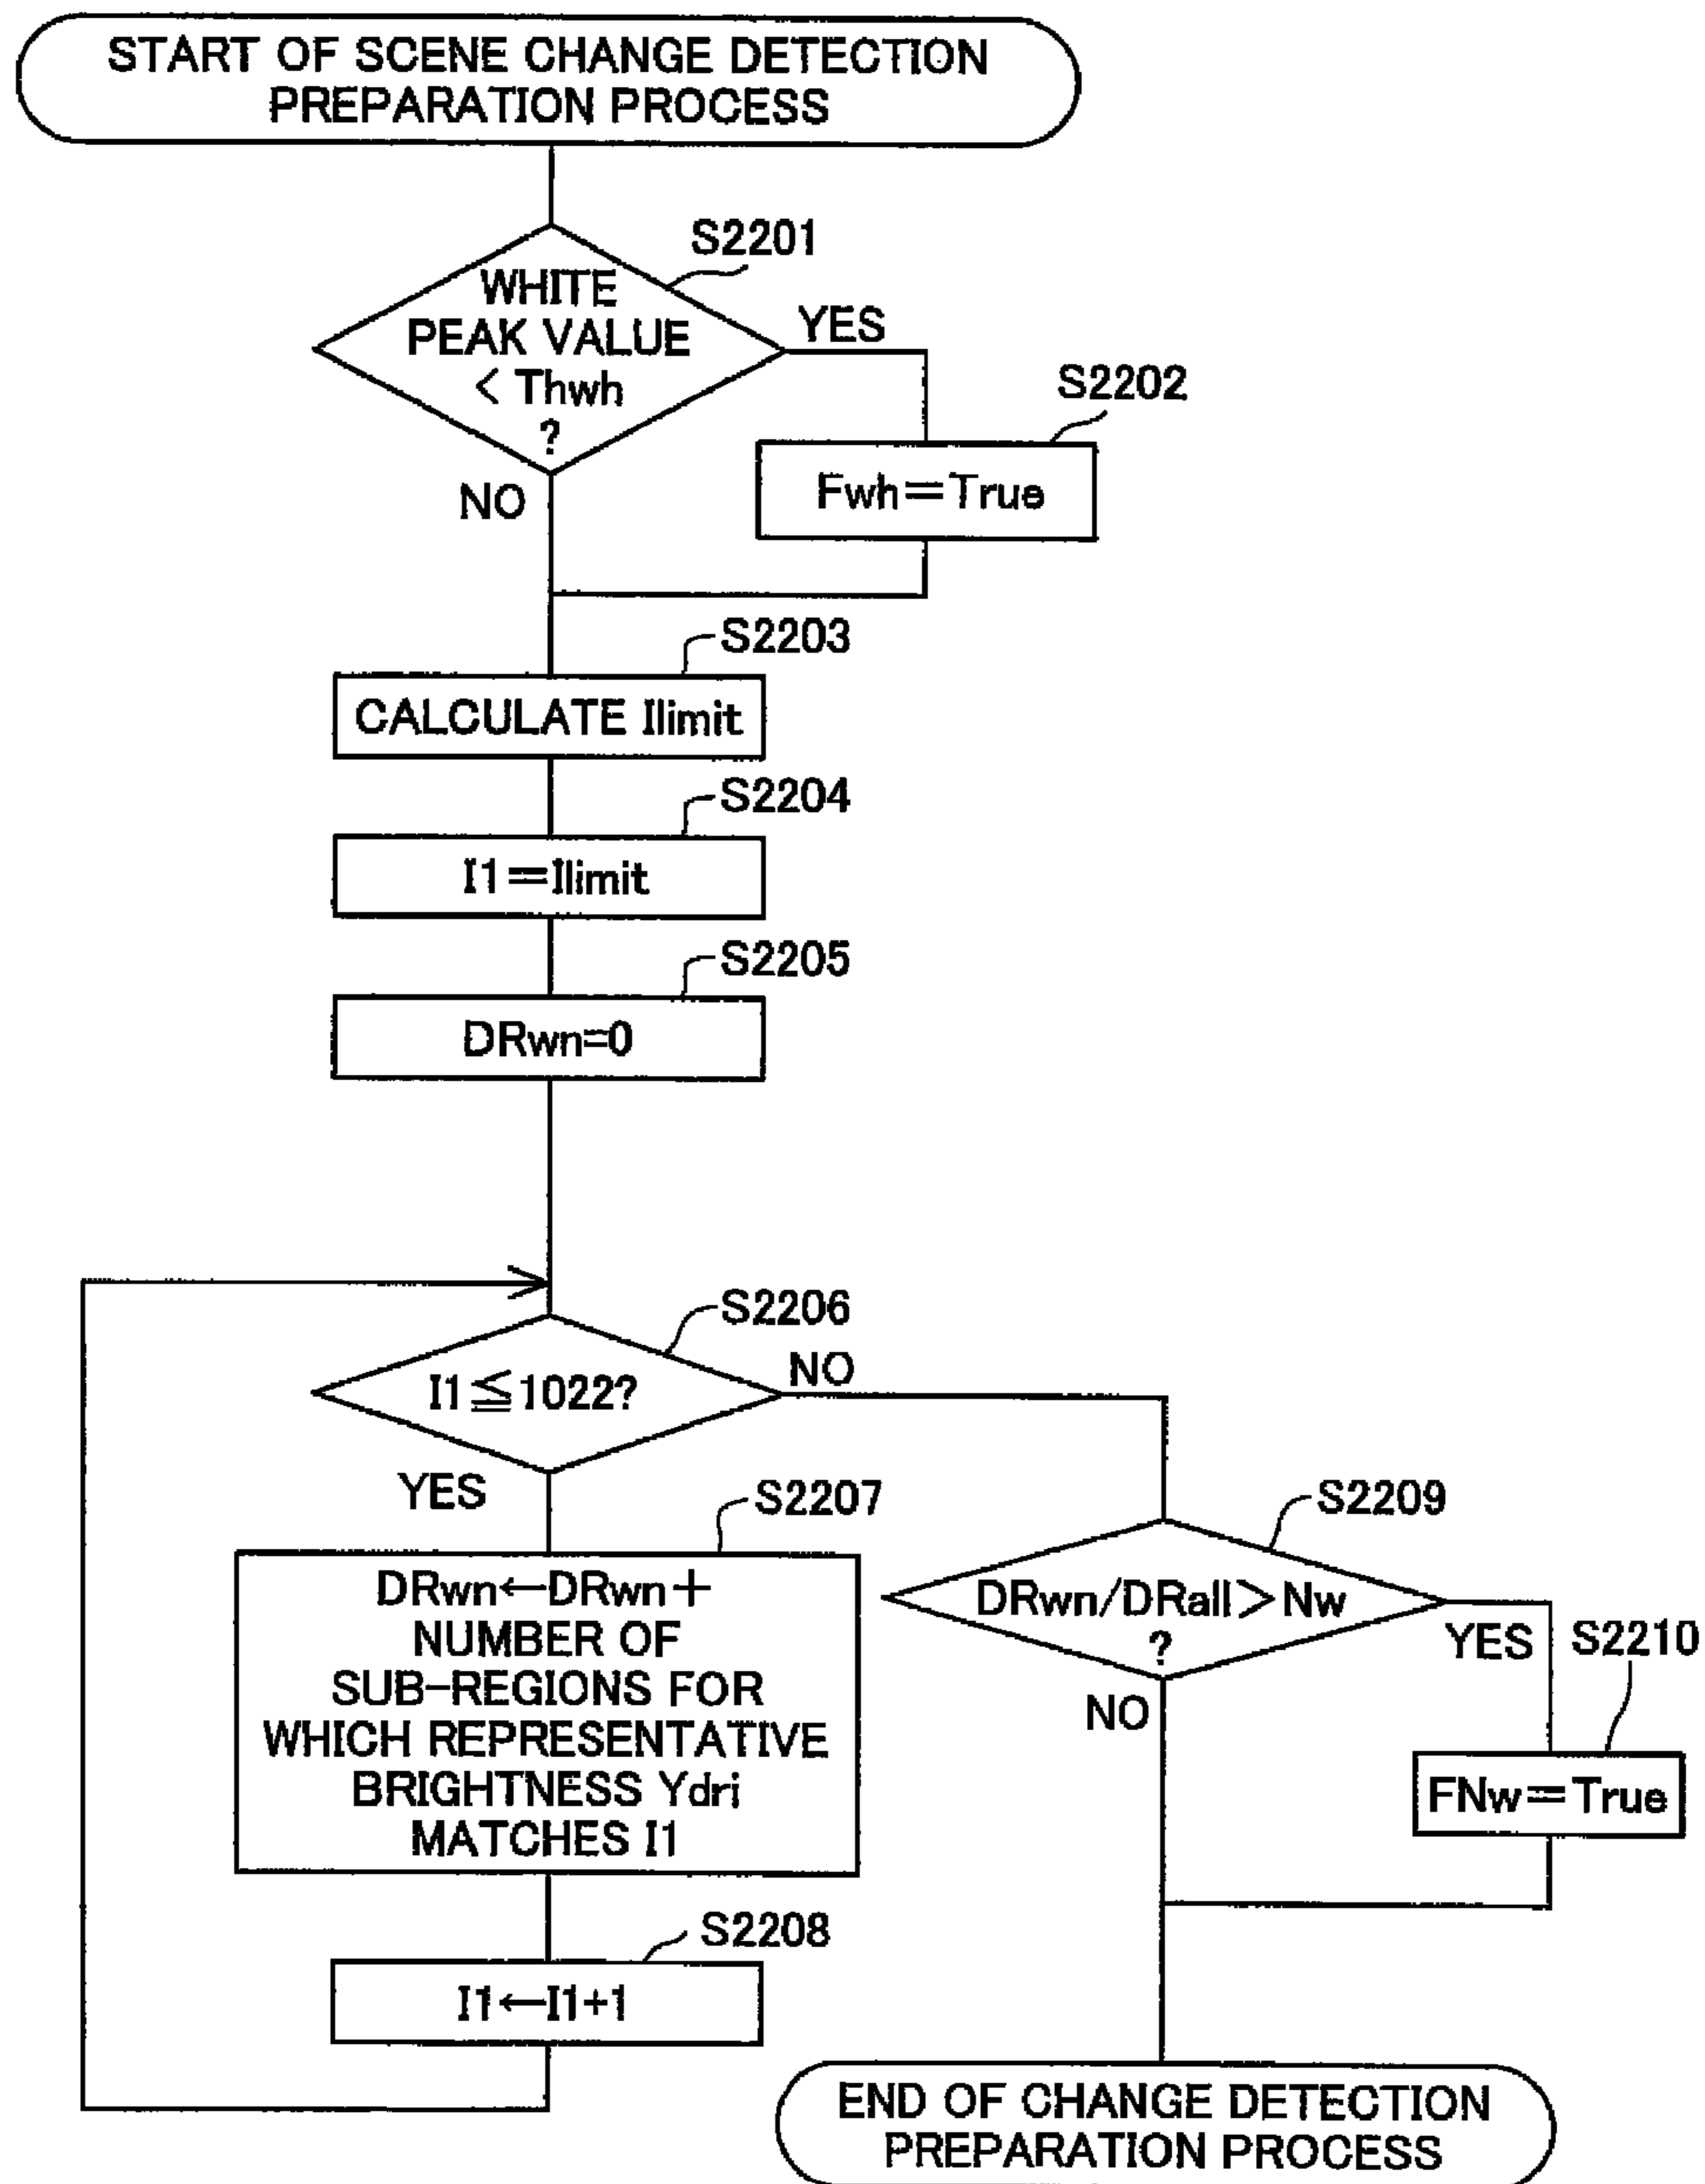 START OF SCENE CHANGE DETECTION
PREPARATION PROCESS
S2201
WHITE
PEAK VALUE
< Thwh
?
YES
S2202
Fwh=True
NO
S2203
CALCULATE Ilimit
S2204
I1=Ilimit
S2205
DRwn=0
S2206
I1≦1022?
NO
YES
S2207
DRwn←DRwn+
NUMBER OF
SUB-REGIONS FOR
WHICH REPRESENTATIVE
BRIGHTNESS Ydri
MATCHES I1
S2208
I1←I1+1
S2209
DRwn/DRall>Nw
?
YES
S2210
NO
FNw=True
END OF CHANGE DETECTION
PREPARATION PROCESS